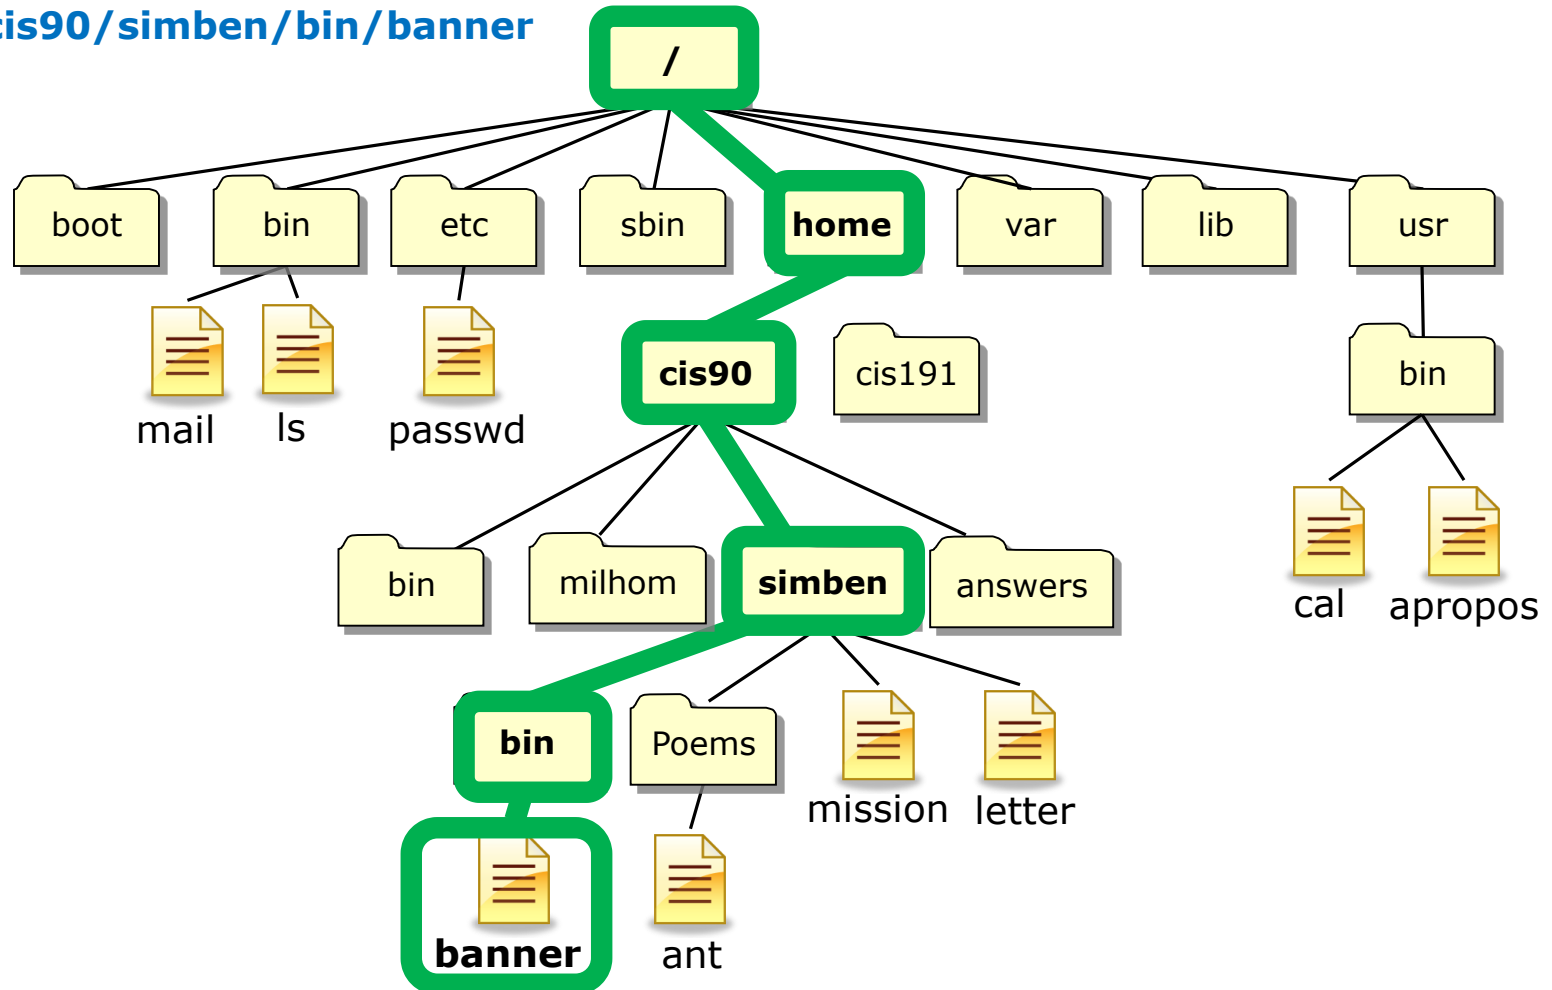 cis90/simben/bin/banner
/
boot bin etc sbin home var lib usr
mail ls passwd
cis90 cis191 bin
cal apropos
bin milhom simben answers
bin Poems
mission letter
banner ant